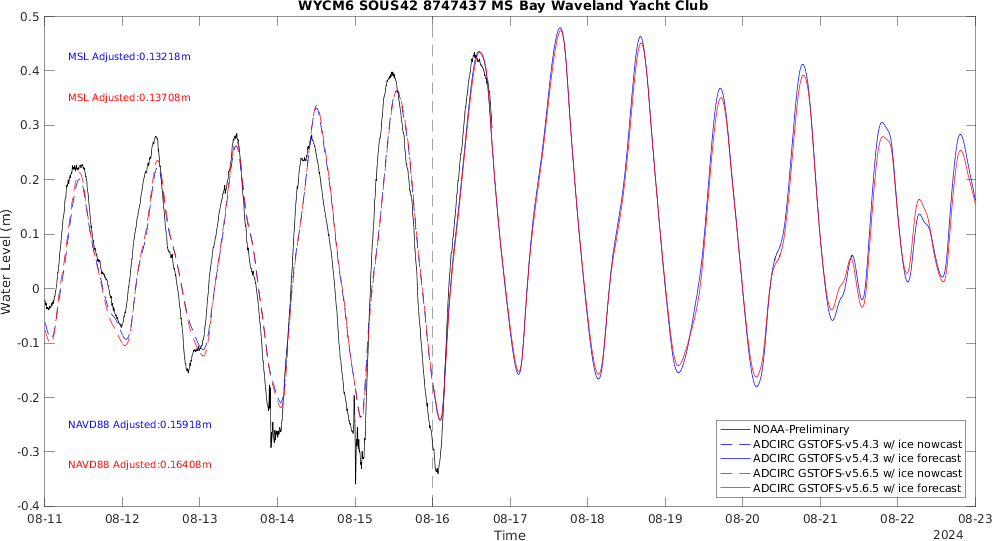 WYCM6 SOUS42 8747437 MS Bay Waveland Yacht Club
0.5
0.4
0.3
0.2
0.1
0
-0.1
-0.2
-0.3
-0.4
Water Level (m)
MSL Adjusted:0.13218m
MSL Adjusted:0.13708m
NAVD88 Adjusted:0.15918m
NAVD88 Adjusted:0.16408m
NOAA-Preliminary
ADCIRC GSTOFS-v5.4.3 w/ ice nowcast
ADCIRC GSTOFS-v5.4.3 w/ ice forecast
ADCIRC GSTOFS-v5.6.5 w/ ice nowcast
ADCIRC GSTOFS-v5.6.5 w/ ice forecast
08-11 08-12 08-13 08-14 08-15 08-16 08-17 08-18 08-19 08-20 08-21 08-22 08-23
Time
2024